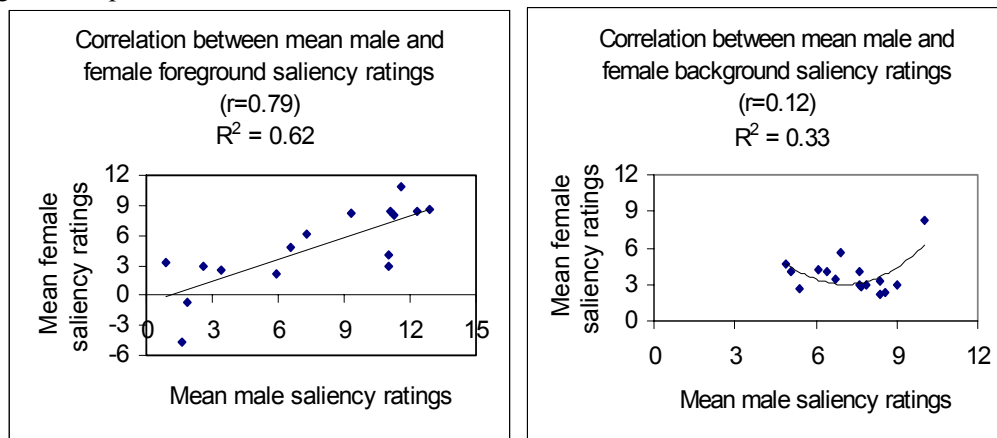 Correlation between mean male and
female foreground saliency ratings
(r=0.79)
R² = 0.62
12
9
6
3
0
-3
-6
0 3 6 9 12 15
Mean female
saliency ratings
Mean male saliency ratings
Correlation between mean male and
female background saliency ratings
(r=0.12)
R² = 0.33
12
9
6
3
0
0 3 6 9 12
Mean female
saliency ratings
Mean male saliency ratings